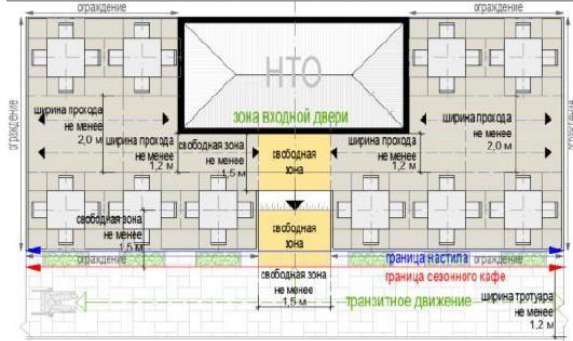 ограждение
ограждение
ограждение
ограждение
НТО
зона входной двери
ширина прохода
не менее
2,0 м
ширина прохода
не менее
1,2 м
свободная зона
не менее
1,5 м
свободная
зона
ширина прохода
не менее
1,2 м
ширина прохода
не менее
2,0 м
свободная зона
не менее
1,5 м
свободная
зона
ограждение
ограждение
граница настила
граница сезонного кафе
свободная зона
не менее
1,5 м
транзитное движение
ширина тротуара
не менее
1,2 м